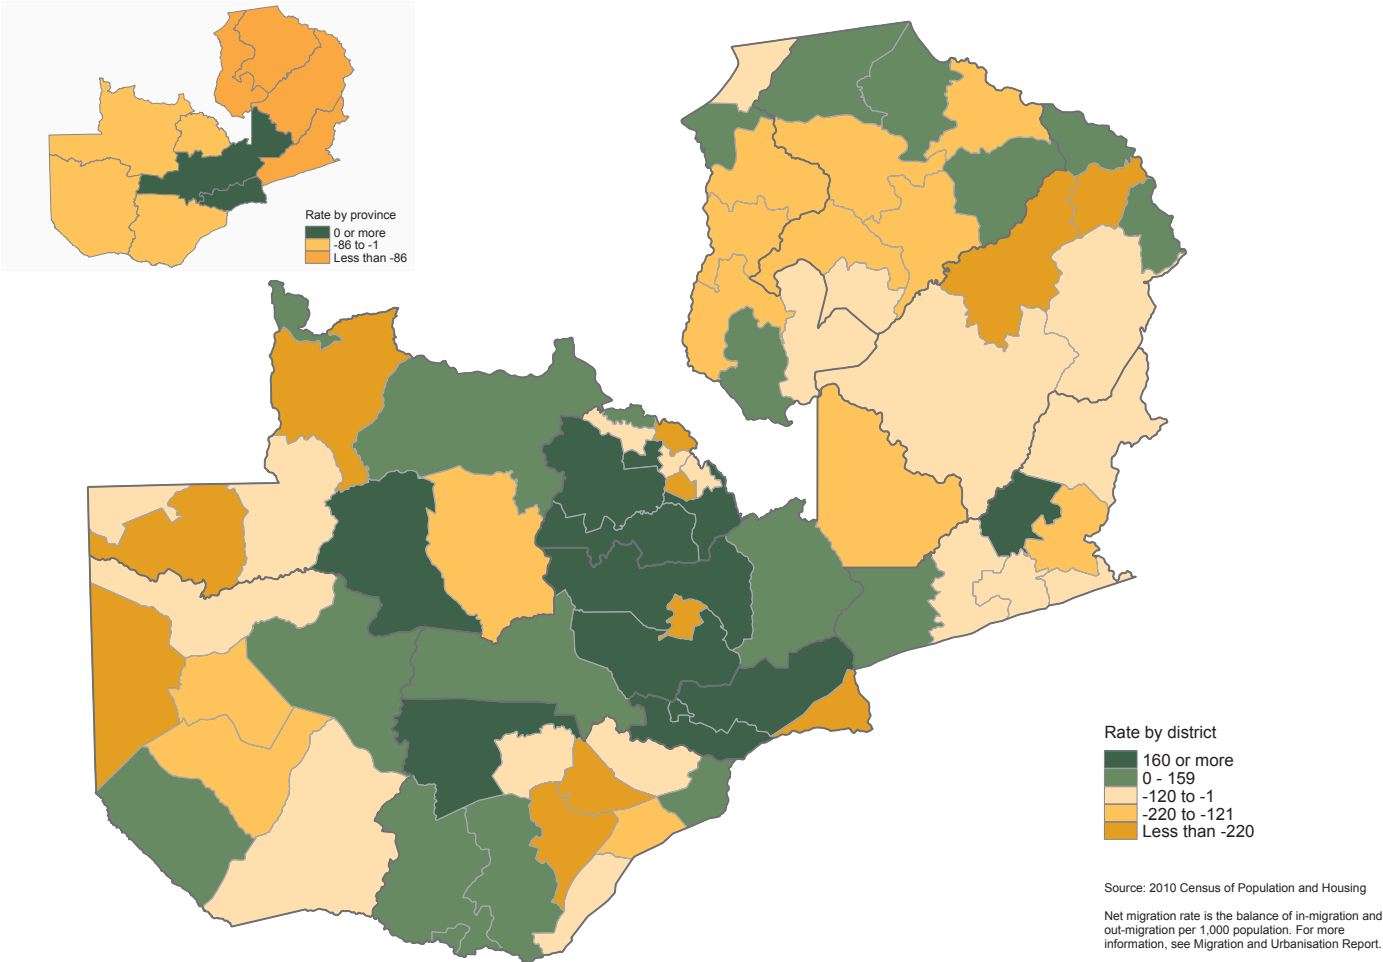 Rate by province
0 or more
-86 to -1
Less than -86
Rate by district
160 or more
0 - 159
-120 to -1
-220 to -121
Less than -220
Source: 2010 Census of Population and Housing
Net migration rate is the balance of in-migration and
out-migration per 1,000 population. For more
information, see Migration and Urbanisation Report.